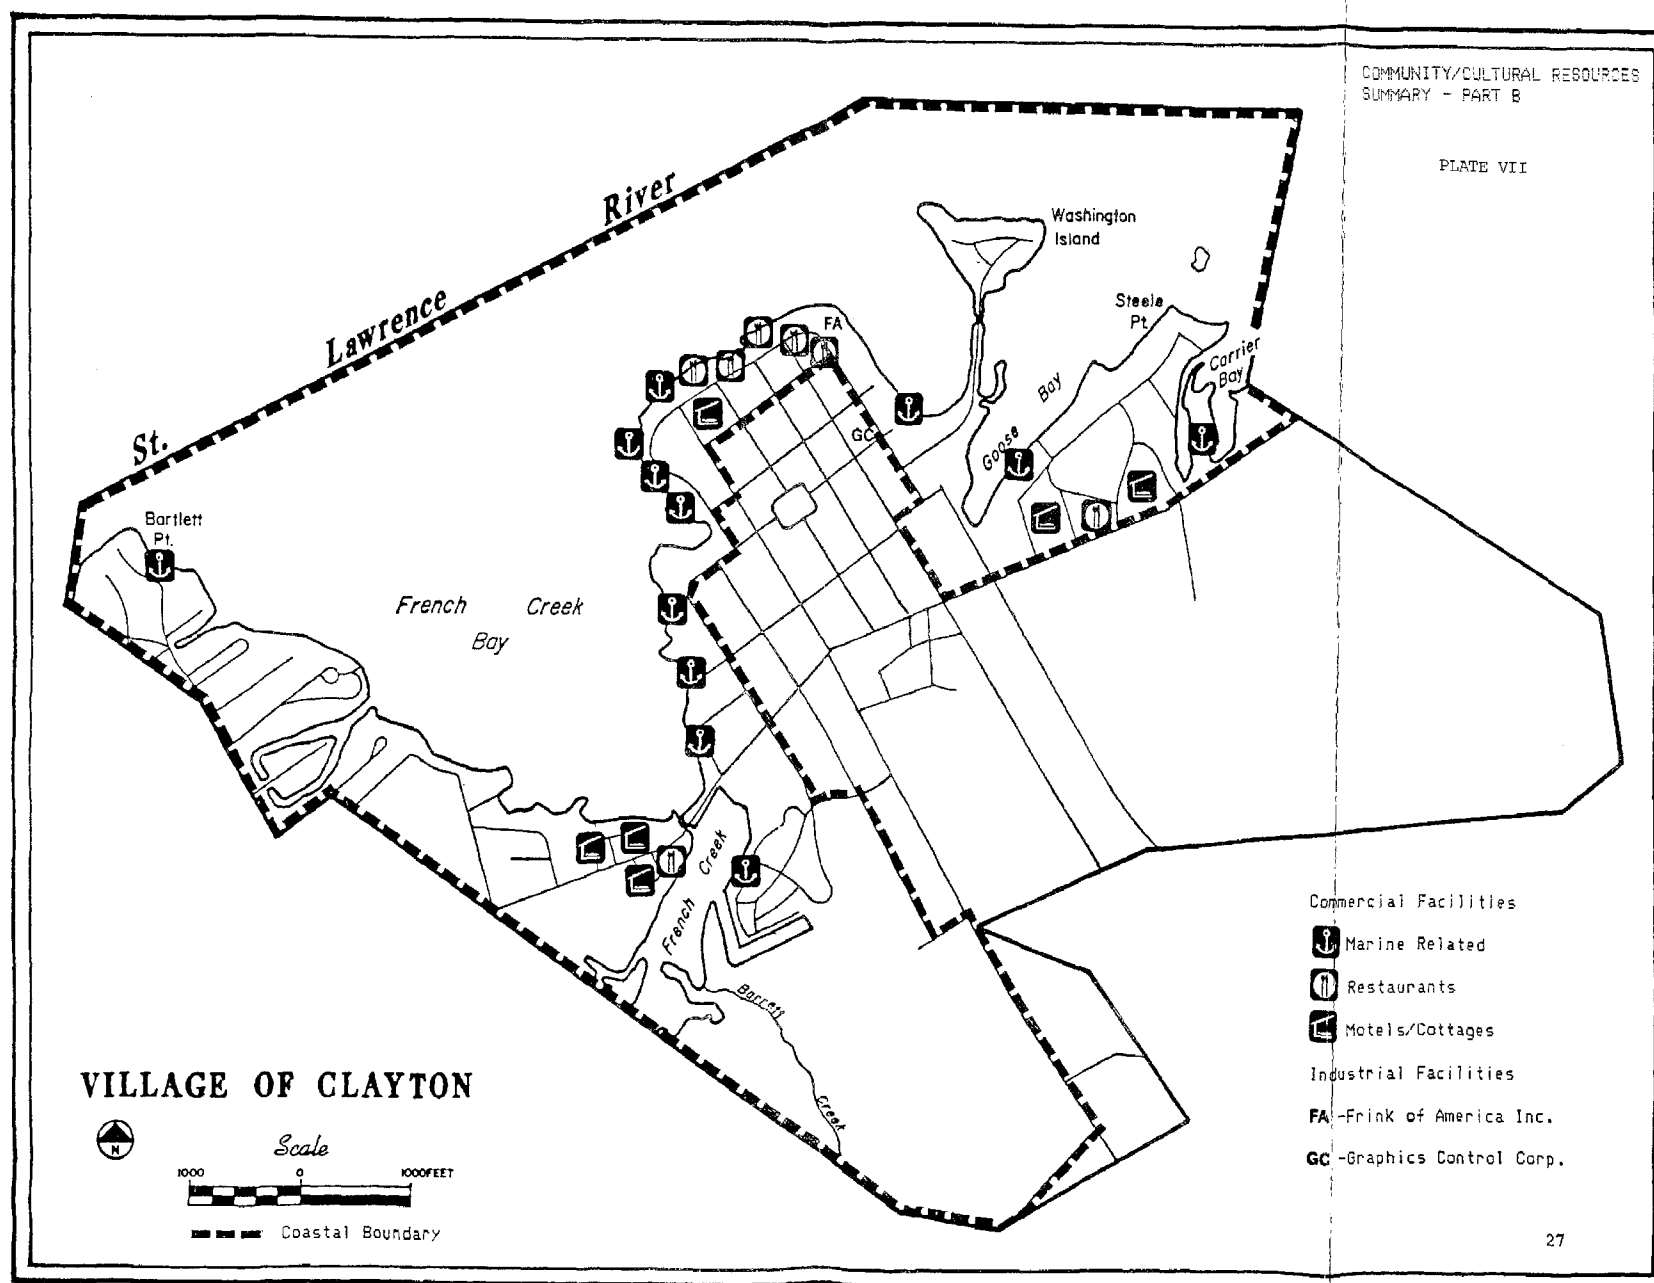 COMMUNITY/CULTURAL RESOURCES
SUMMARY - PART B
PLATE VII
St. Lawrence River
Washington
Island
Steele
Pt.
Carrier
Bay
FA
GC
Goose Bay
Bartlett
Pt.
French Creek
Bay
French Creek
Barrett Creek
Commercial Facilities
Marine Related
Restaurants
Motels/Cottages
Industrial Facilities
FA -Frink of America Inc.
GC -Graphics Control Corp.
VILLAGE OF CLAYTON
N
Scale
1000 0 1000FEET
Coastal Boundary
27